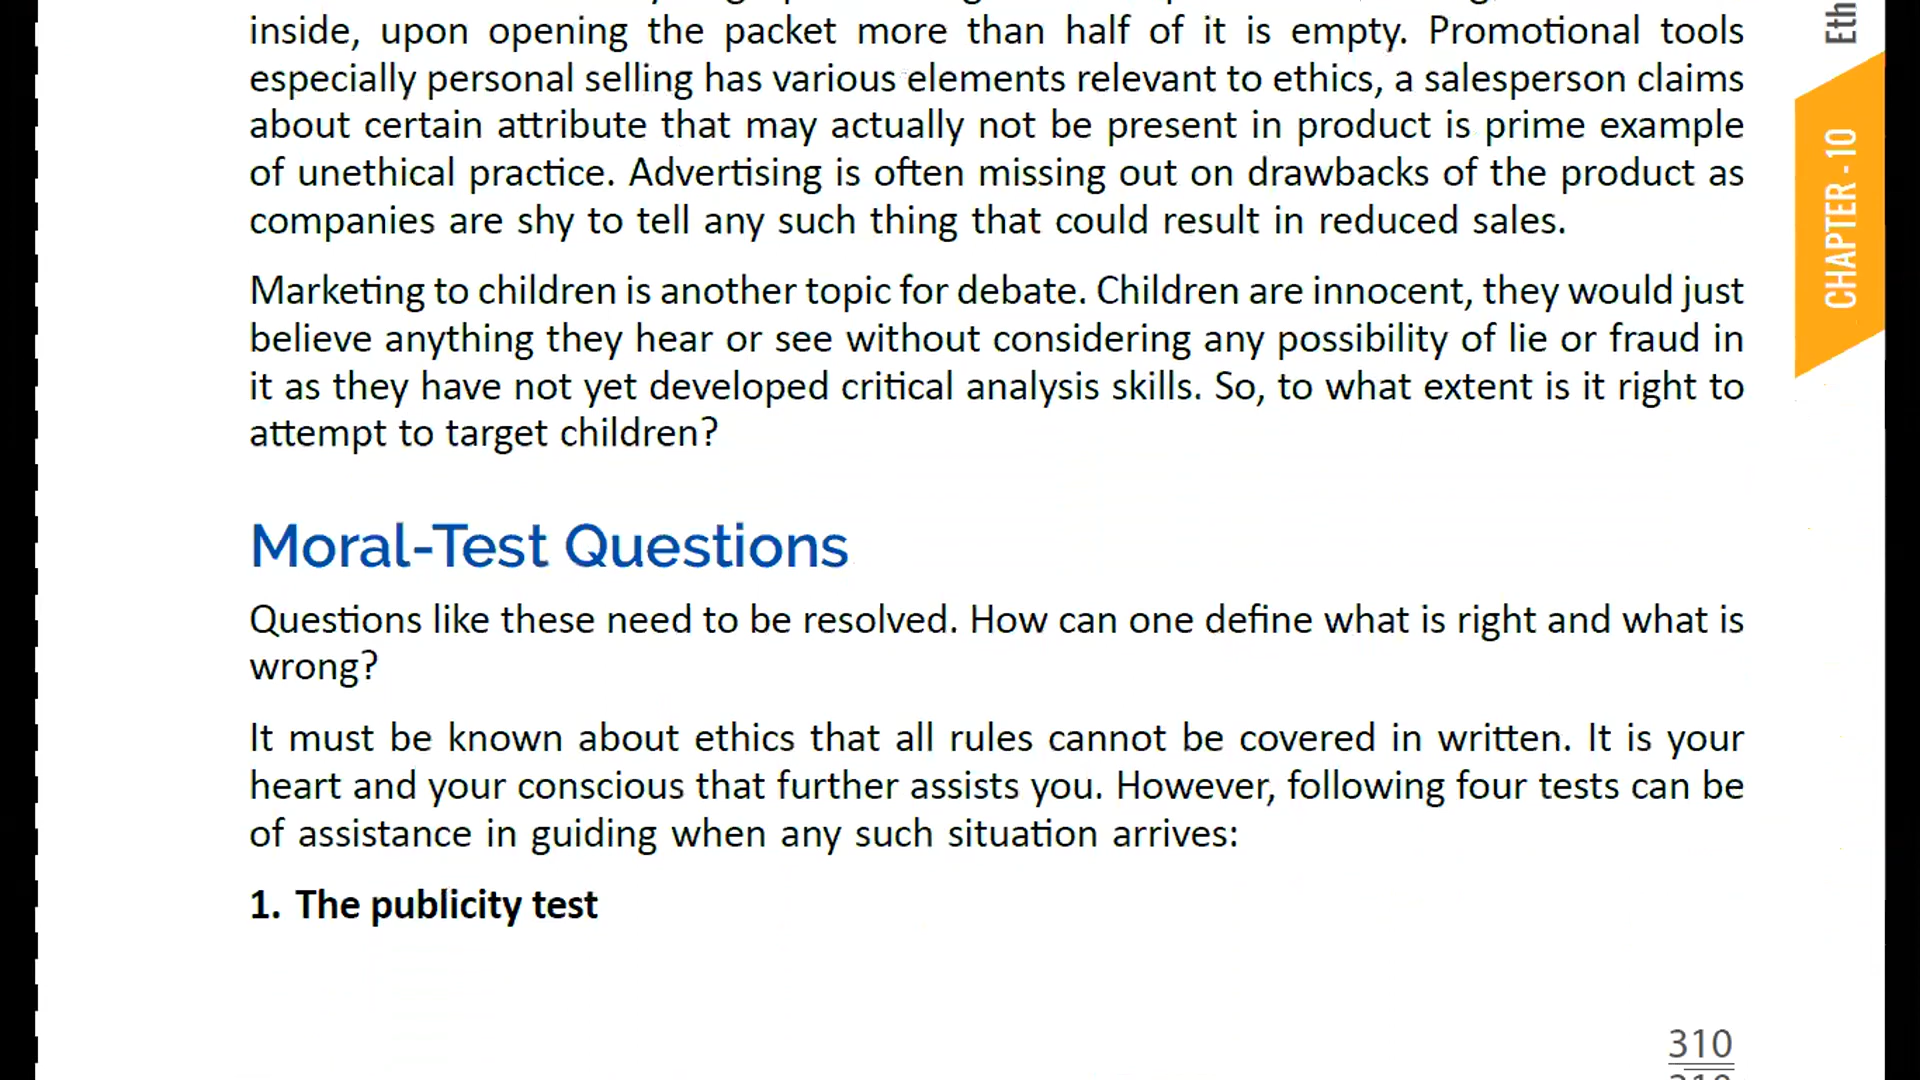 inside, upon opening the packet more than half of it is empty. Promotional tools
especially personal selling has various elements relevant to ethics, a salesperson claims
about certain attribute that may actually not be present in product is prime example
of unethical practice. Advertising is often missing out on drawbacks of the product as
companies are shy to tell any such thing that could result in reduced sales.
Marketing to children is another topic for debate. Children are innocent, they would just
believe anything they hear or see without considering any possibility of lie or fraud in
it as they have not yet developed critical analysis skills. So, to what extent is it right to
attempt to target children?
Moral-Test Questions
Questions like these need to be resolved. How can one define what is right and what is
wrong?
It must be known about ethics that all rules cannot be covered in written. It is your
heart and your conscious that further assists you. However, following four tests can be
of assistance in guiding when any such situation arrives:
1. The publicity test
310
Eth
CHAPTER - 10